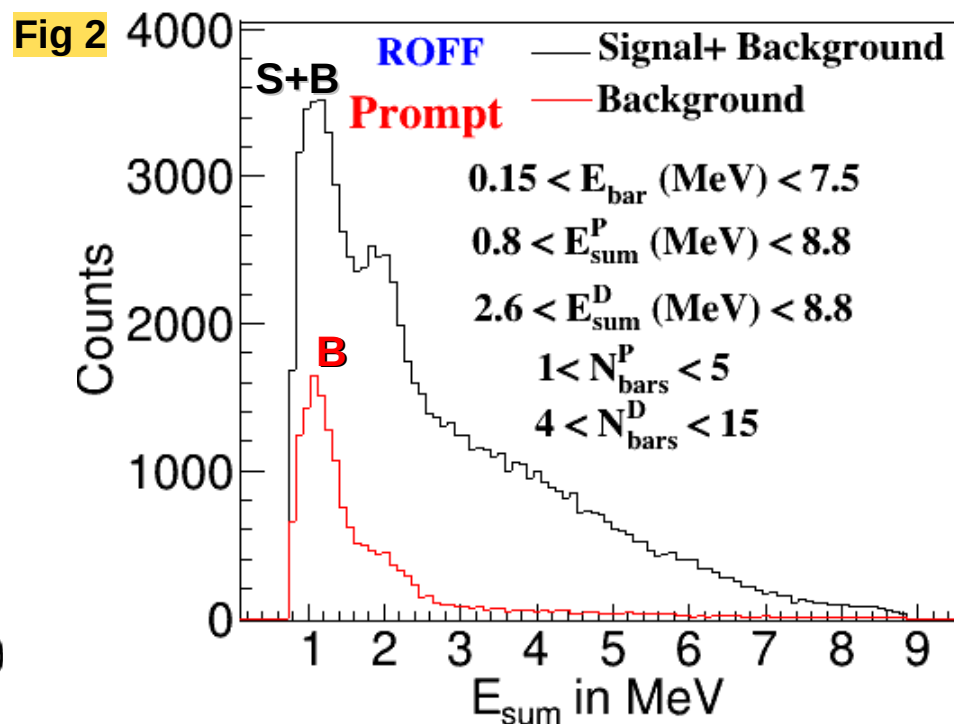 Fig 2
ROFF
Prompt
Signal+ Background
Background
S+B
B
0.15 < E_bar (MeV) < 7.5
0.8 < E^P_sum (MeV) < 8.8
2.6 < E^D_sum (MeV) < 8.8
1< N^P_bars < 5
4 < N^D_bars < 15
Counts
4000
3000
2000
1000
0
1 2 3 4 5 6 7 8 9
E_sum in MeV